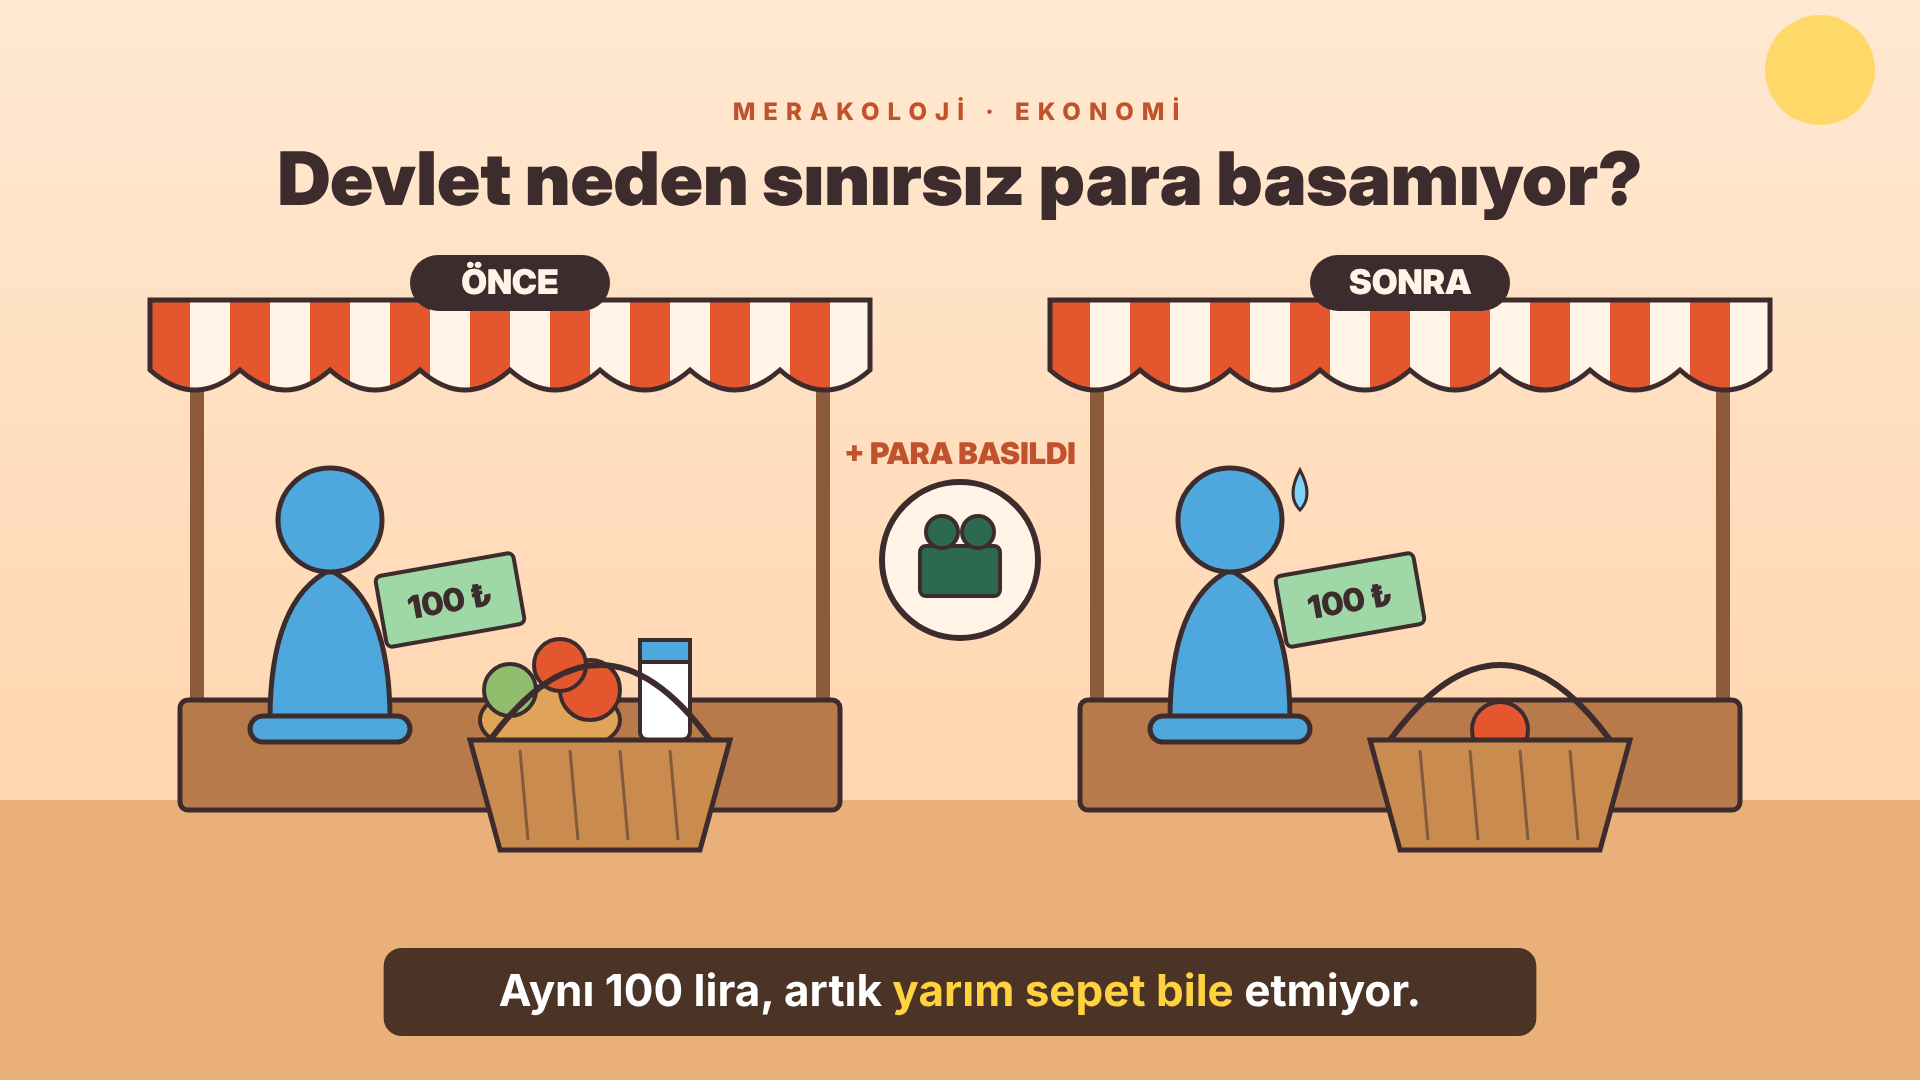 MERAKOLOJİ · EKONOMİ
Devlet neden sınırsız para basamıyor?
ÖNCE
SONRA
+ PARA BASILDI
100 ₺
100 ₺
Aynı 100 lira, artık yarım sepet bile etmiyor.